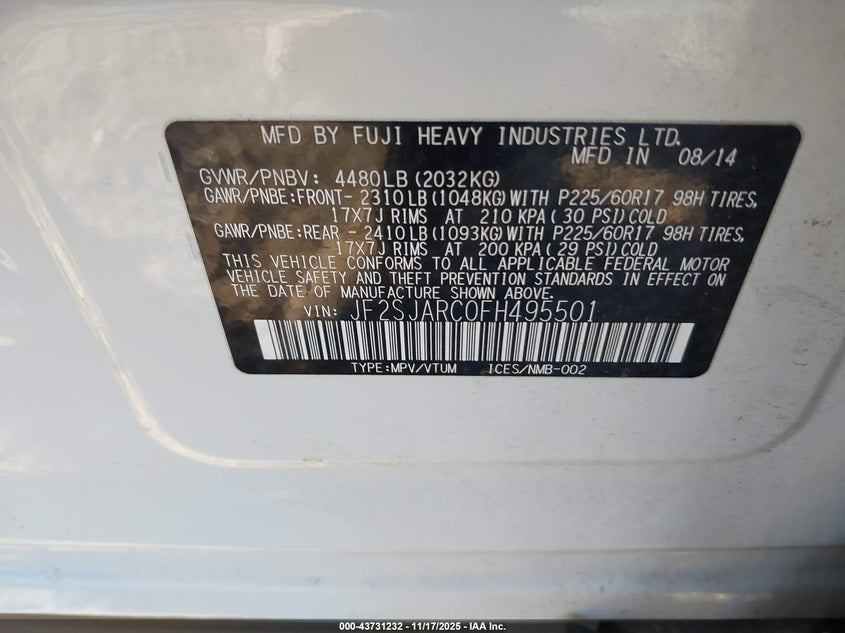 MFD BY FUJI HEAVY INDUSTRIES LTD.
MFD IN 08/14
GVWR/PNBV: 4480LB (2032KG)
GAWR/PNBE:FRONT- 2310LB (1048KG) WITH P225/60R17 98H TIRES,
17X7J RIMS AT 210 KPA (30 PSI) COLD
GAWR/PNBE:REAR - 2410LB (1093KG) WITH P225/60R17 98H TIRES,
17X7J RIMS AT 200 KPA (29 PSI) COLD
THIS VEHICLE CONFORMS TO ALL APPLICABLE FEDERAL MOTOR
VEHICLE SAFETY AND THEFT PREVENTION STANDARDS IN EFFECT ON
THE DATE OF MANUFACTURE SHOWN ABOVE.
VIN: JF2SJARC0FH495501
TYPE:MPV/VTUM ICES/NMB-002
000-43731232 - 11/17/2025 - IAA Inc.